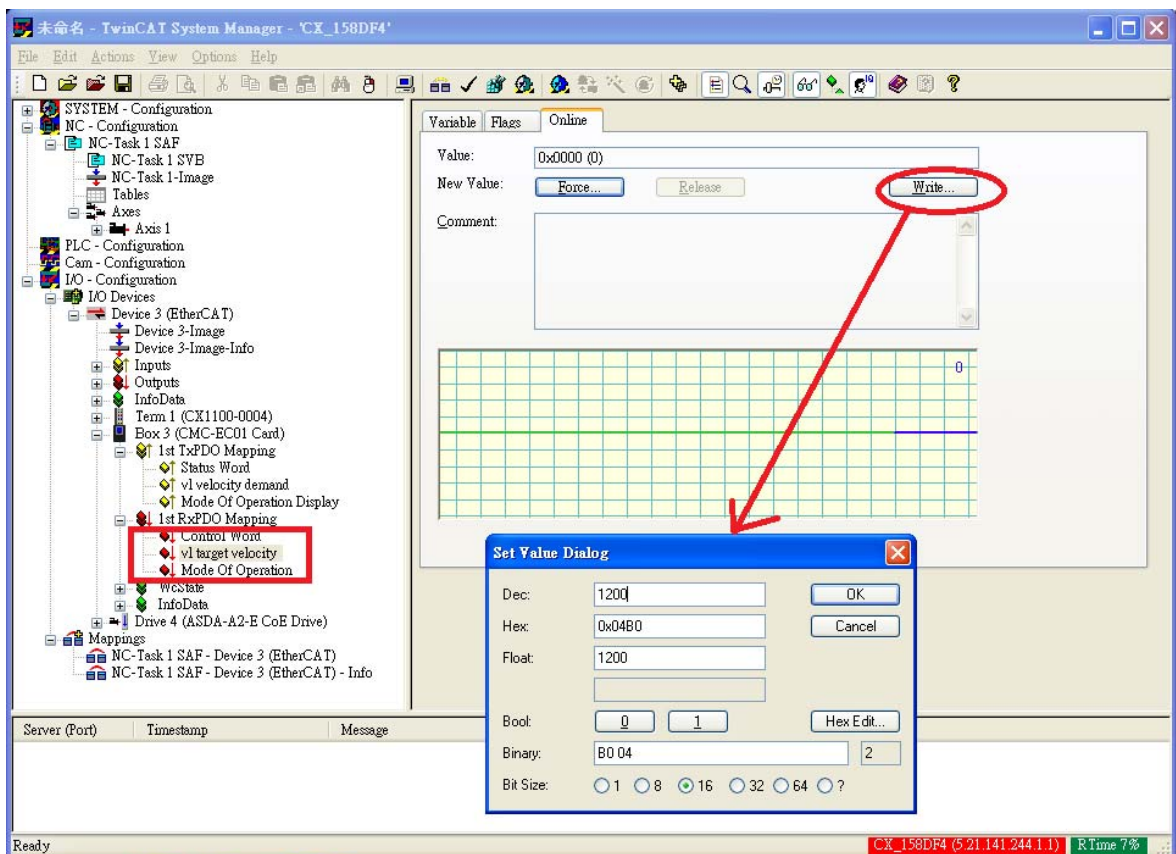 未命名 - TwinCAT System Manager - 'CX_158DF4'
File Edit Actions View Options Help
SYSTEM - Configuration
NC - Configuration
NC-Task 1 SAF
NC-Task 1 SVB
NC-Task 1-Image
Tables
Axes
Axis 1
PLC - Configuration
Cam - Configuration
I/O - Configuration
I/O Devices
Device 3 (EtherCAT)
Device 3-Image
Device 3-Image-Info
Inputs
Outputs
InfoData
Term 1 (CX1100-0004)
Box 3 (CMC-EC01 Card)
1st TxPDO Mapping
Status Word
vl velocity demand
Mode Of Operation Display
1st RxPDO Mapping
Control Word
vl target velocity
Mode Of Operation
WcState
InfoData
Drive 4 (ASDA-A2-E CoE Drive)
Mappings
NC-Task 1 SAF - Device 3 (EtherCAT)
NC-Task 1 SAF - Device 3 (EtherCAT) - Info
Variable Flags Online
Value: 0x0000 (0)
New Value: Force... Release Write...
Comment:
0
Set Value Dialog
Dec: 1200 OK
Hex: 0x04B0 Cancel
Float: 1200
Bool: 0 1 Hex Edit...
Binary: B0 04 2
Bit Size: 1 8 16 32 64 ?
Server (Port) Timestamp Message
Ready CX_158DF4 (5.21.141.244.1.1) RTime 7%